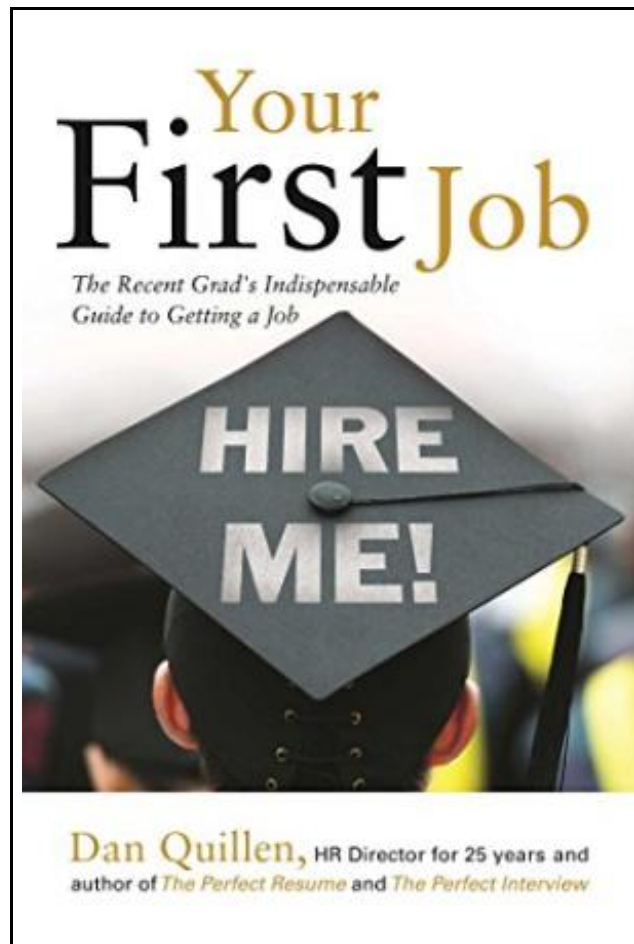 Your
First Job
The Recent Grad's Indispensable
Guide to Getting a Job
HIRE
ME!
Dan Quillen, HR Director for 25 years and
author of The Perfect Resume and The Perfect Interview